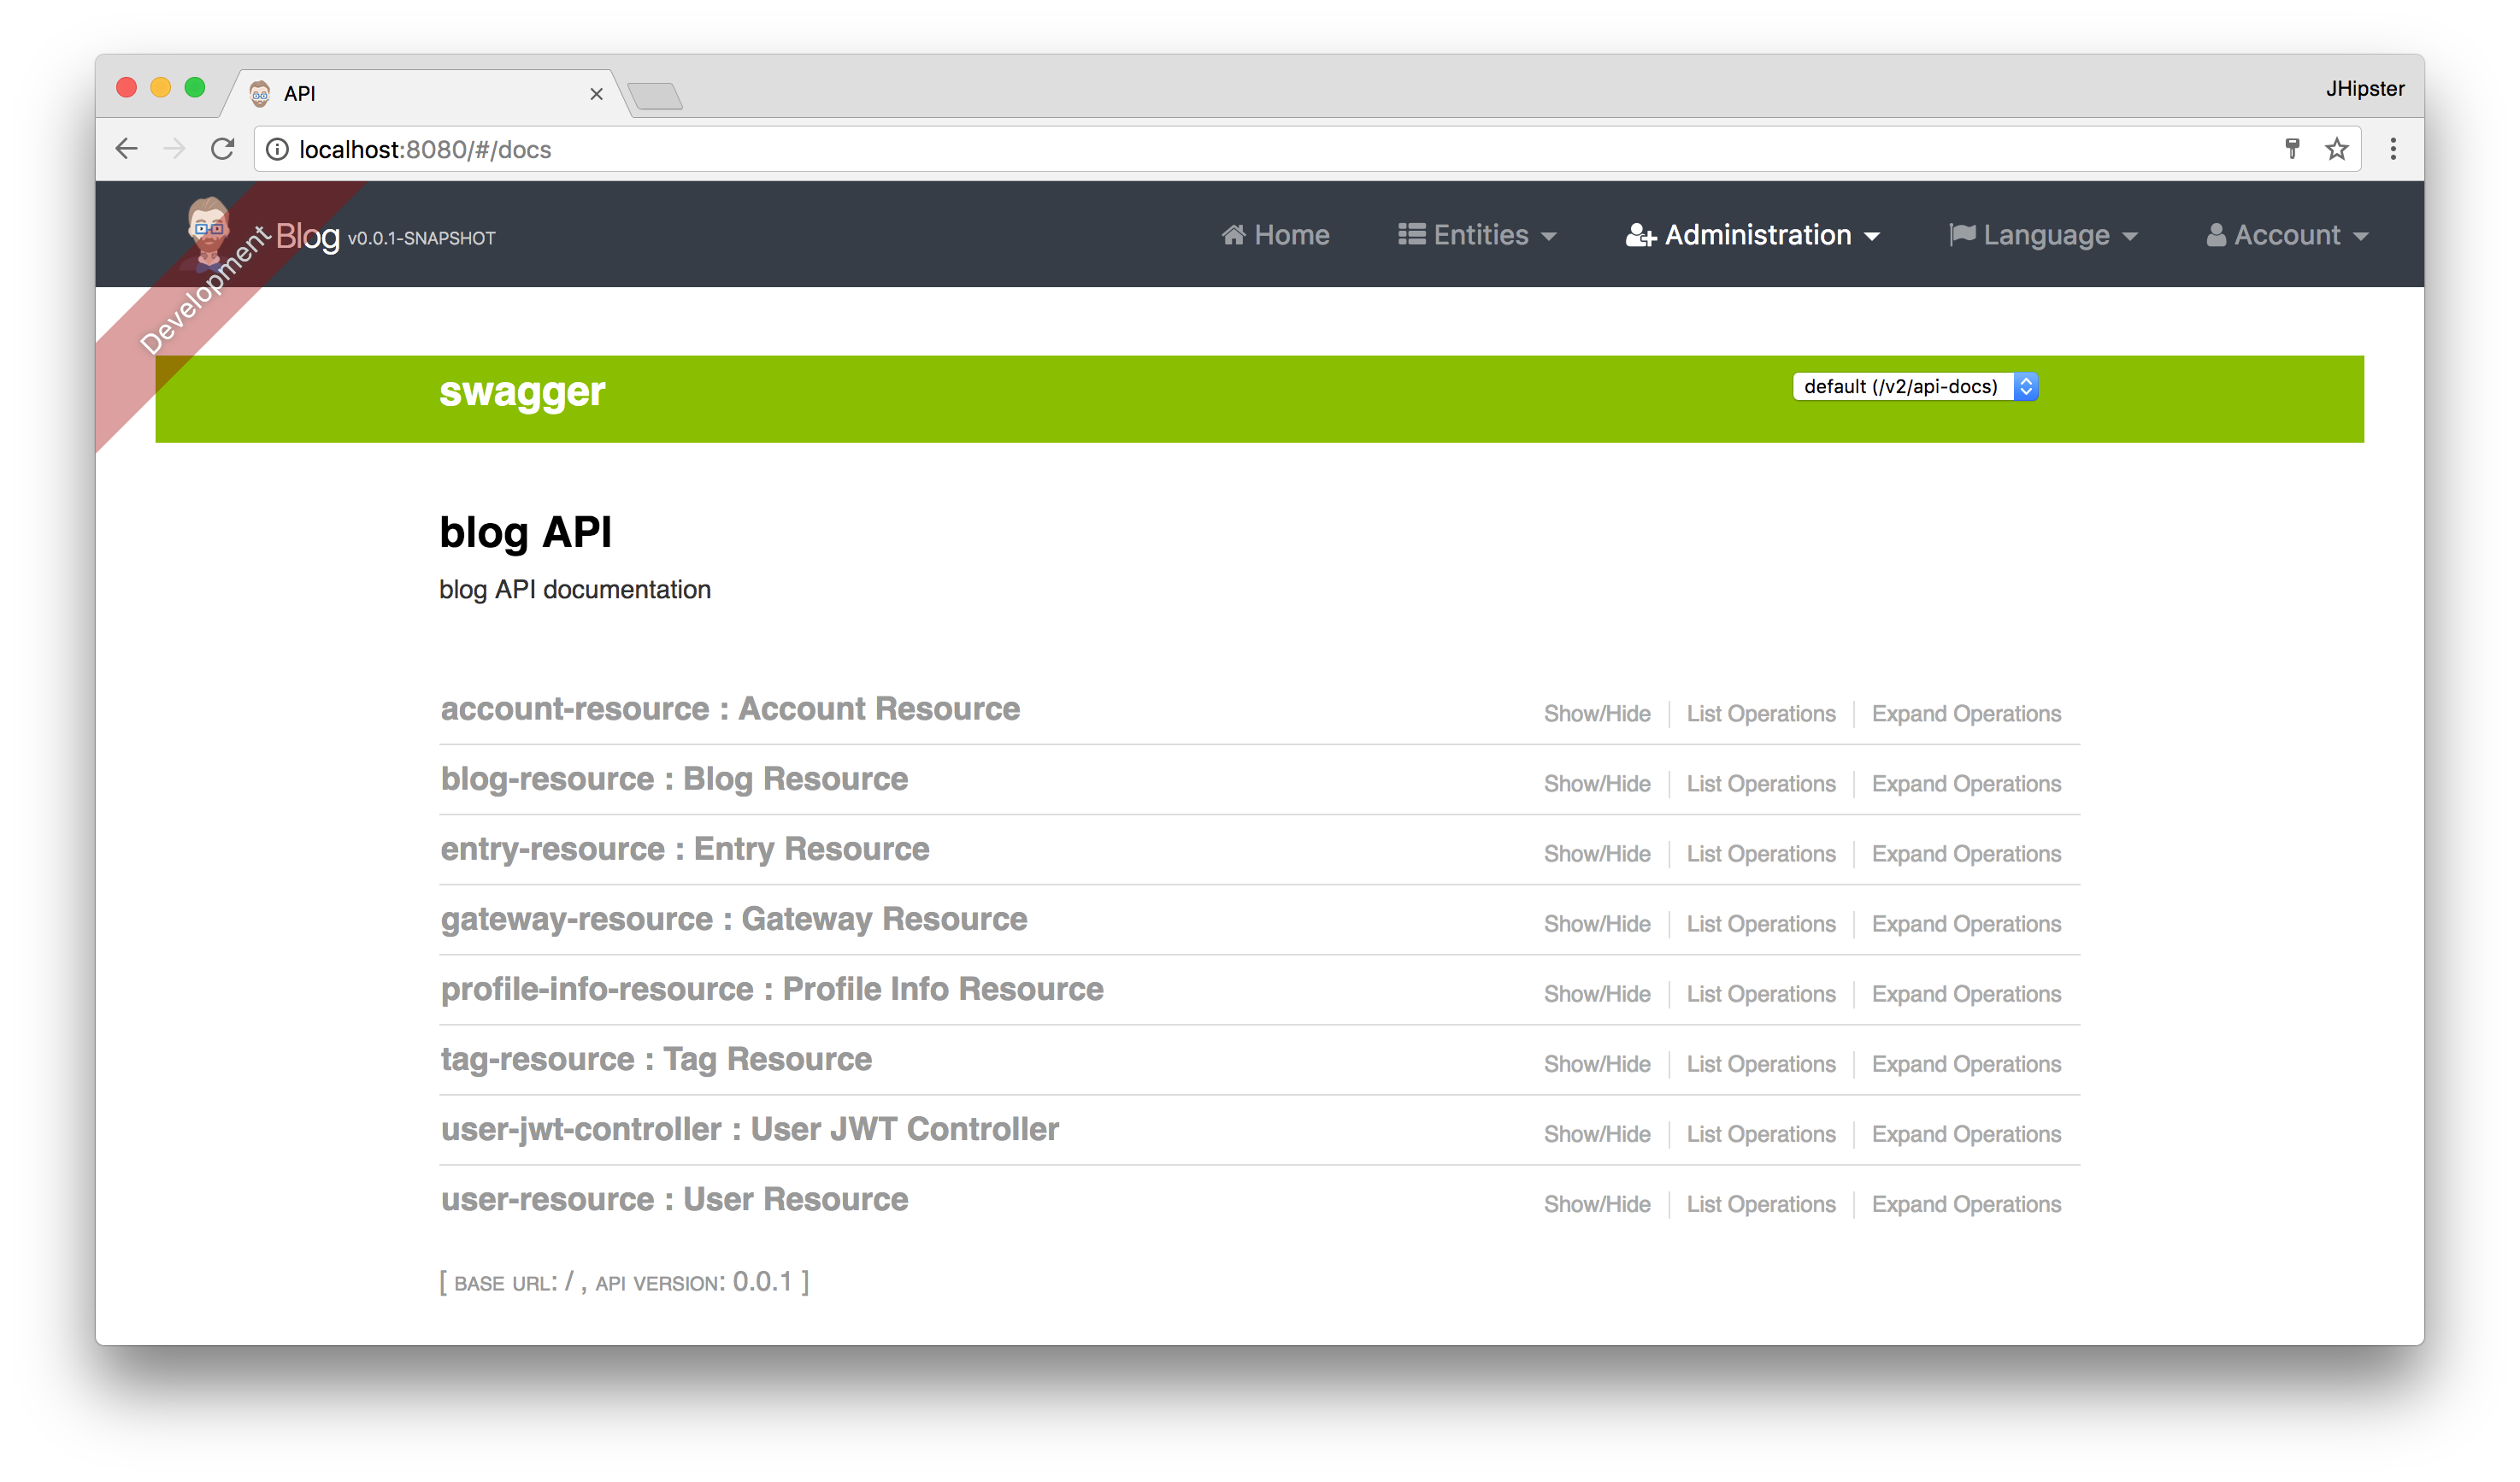 API
JHipster
localhost:8080/#/docs
Development
Blog v0.0.1-SNAPSHOT
Home Entities Administration Language Account
swagger
default (/v2/api-docs)
blog API
blog API documentation
account-resource : Account Resource Show/Hide List Operations Expand Operations
blog-resource : Blog Resource Show/Hide List Operations Expand Operations
entry-resource : Entry Resource Show/Hide List Operations Expand Operations
gateway-resource : Gateway Resource Show/Hide List Operations Expand Operations
profile-info-resource : Profile Info Resource Show/Hide List Operations Expand Operations
tag-resource : Tag Resource Show/Hide List Operations Expand Operations
user-jwt-controller : User JWT Controller Show/Hide List Operations Expand Operations
user-resource : User Resource Show/Hide List Operations Expand Operations
[ BASE URL: / , API VERSION: 0.0.1 ]